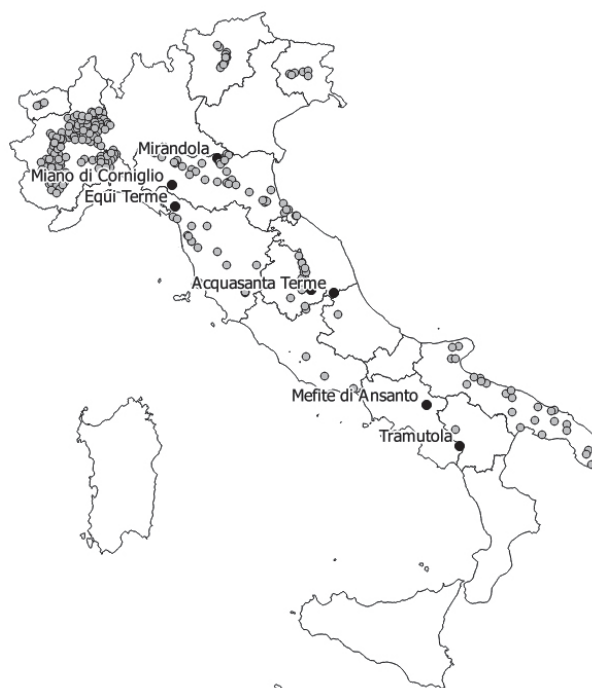 Mirandola
Miano di Corniglio
Equi Terme
Acquasanta Terme
Mefite di Ansanto
Tramutola